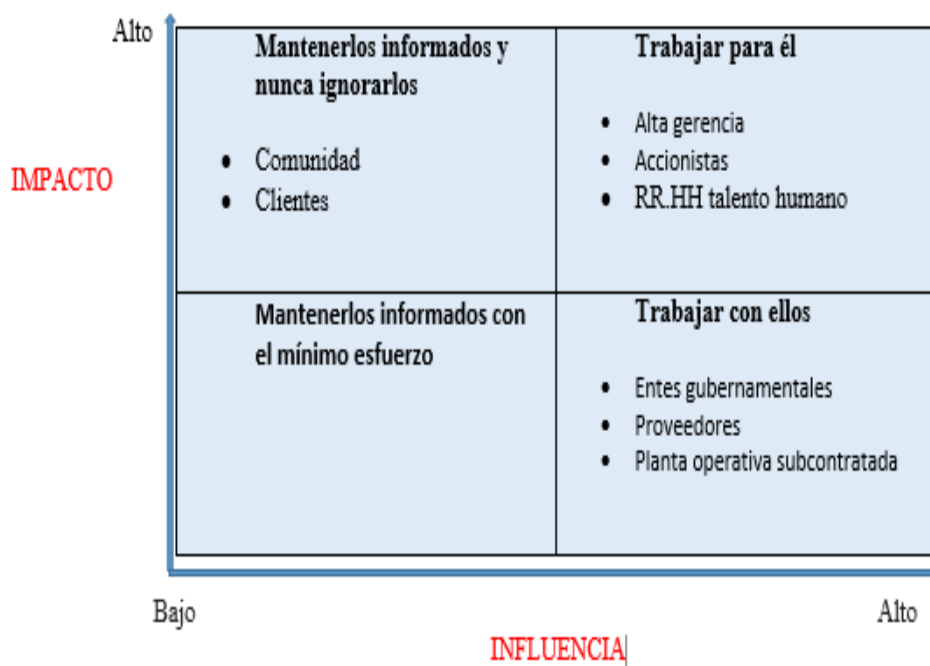 Alto
IMPACTO
Mantenerlos informados y
nunca ignorarlos
• Comunidad
• Clientes
Trabajar para él
• Alta gerencia
• Accionistas
• RR.HH talento humano
Mantenerlos informados con
el mínimo esfuerzo
Trabajar con ellos
• Entes gubernamentales
• Proveedores
• Planta operativa subcontratada
Bajo
Alto
INFLUENCIA